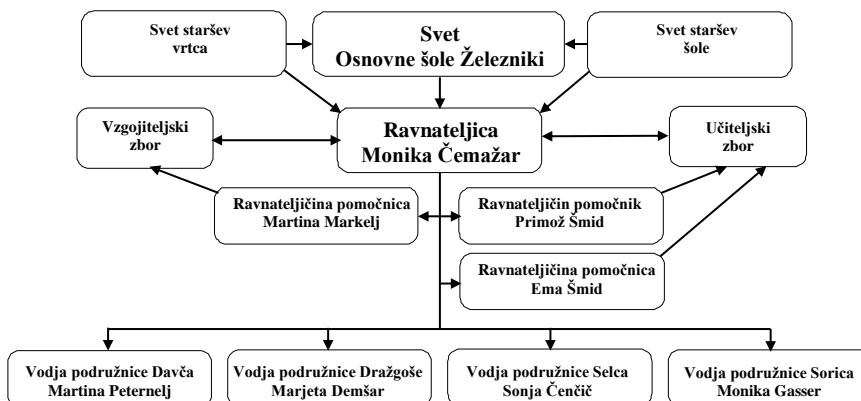 Svet staršev
vrtca
Svet
Osnovne šole Železniki
Svet staršev
šole
Vzgojiteljski
zbor
Ravnateljica
Monika Čemažar
Učiteljski
zbor
Ravnateljičina pomočnica
Martina Markelj
Ravnateljičin pomočnik
Primož Šmid
Ravnateljičina pomočnica
Ema Šmid
Vodja podružnice Davča
Martina Peternelj
Vodja podružnice Dražgoše
Marjeta Demšar
Vodja podružnice Selca
Sonja Čenčič
Vodja podružnice Sorica
Monika Gasser